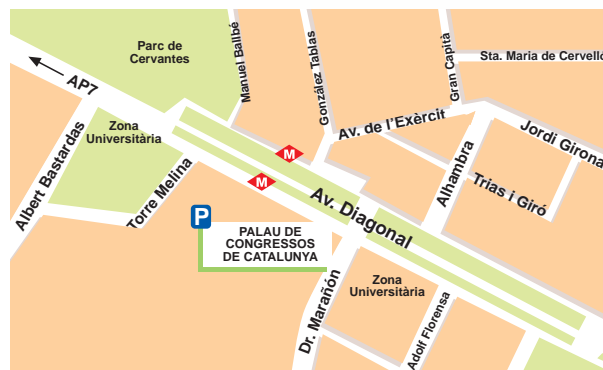 Parc de
Cervantes
Manuel Ballbé
González Tablas
Gran Capità
Sta. Maria de Cervello
AP7
Av. de l'Exèrcit
Jordi Girona
Zona
Universitària
Albert Bastardas
Torre Melina
M
M
Alhambra
Trias i Giró
Av. Diagonal
P
PALAU DE
CONGRESSOS
DE CATALUNYA
Dr. Marañón
Zona
Universitària
Adolf Florensa